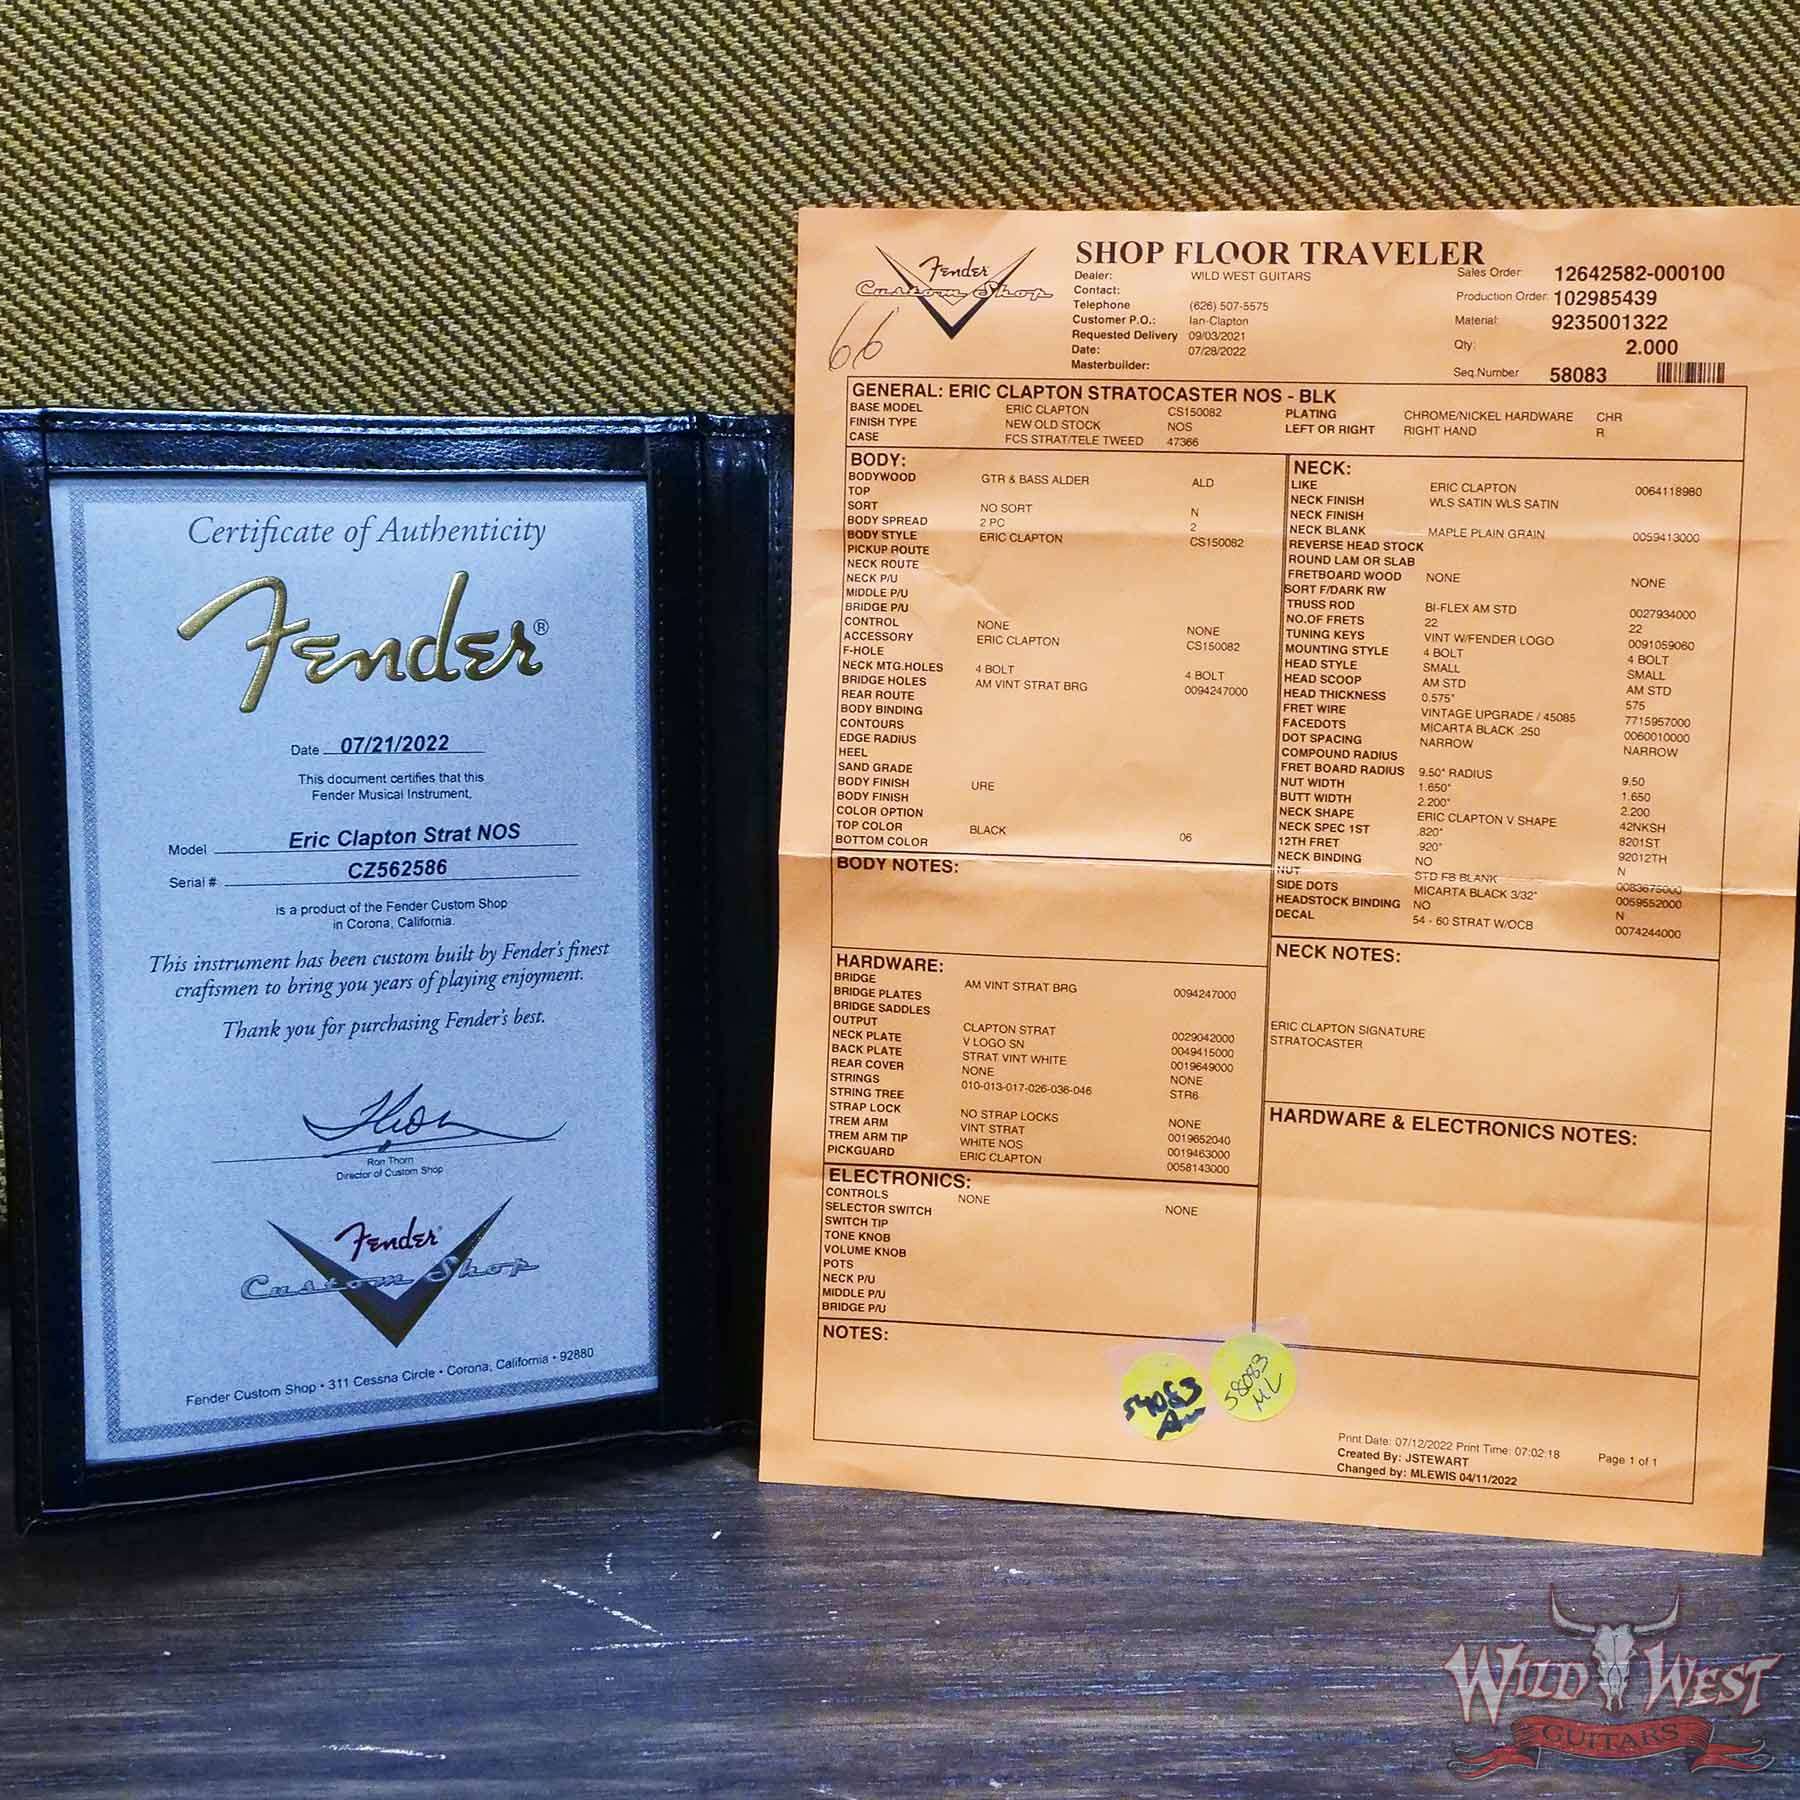 Certificate of Authenticity
Fender®
Date 07/21/2022
This document certifies that this
Fender Musical Instrument,
Model Eric Clapton Strat NOS
Serial # CZ562586
is a product of the Fender Custom Shop
in Corona, California.
This instrument has been custom built by Fender's finest
craftsmen to bring you years of playing enjoyment.
Thank you for purchasing Fender's best.
Ron Thorn
Director of Custom Shop
Fender®
Custom Shop
Fender Custom Shop • 311 Cessna Circle • Corona, California • 92880
Fender
Custom Shop
66
SHOP FLOOR TRAVELER
Dealer: WILD WEST GUITARS
Contact:
Telephone (626) 507-5575
Customer P.O.: Ian-Clapton
Requested Delivery 09/03/2021
Date: 07/28/2022
Masterbuilder:
Sales Order: 12642582-000100
Production Order: 102985439
Material: 9235001322
Qty: 2.000
Seq.Number 58083
GENERAL: ERIC CLAPTON STRATOCASTER NOS - BLK
BASE MODEL ERIC CLAPTON CS150082 PLATING CHROME/NICKEL HARDWARE CHR
FINISH TYPE NEW OLD STOCK NOS LEFT OR RIGHT RIGHT HAND R
CASE FCS STRAT/TELE TWEED 47366
BODY:
BODYWOOD GTR & BASS ALDER ALD
TOP
SORT NO SORT N
BODY SPREAD 2 PC 2
BODY STYLE ERIC CLAPTON CS150082
PICKUP ROUTE
NECK ROUTE
NECK P/U
MIDDLE P/U
BRIDGE P/U
CONTROL NONE NONE
ACCESSORY ERIC CLAPTON CS150082
F-HOLE
NECK MTG.HOLES 4 BOLT 4 BOLT
BRIDGE HOLES AM VINT STRAT BRG 0094247000
REAR ROUTE
BODY BINDING
CONTOURS
EDGE RADIUS
HEEL
SAND GRADE
BODY FINISH URE
BODY FINISH
COLOR OPTION
TOP COLOR BLACK 06
BOTTOM COLOR
BODY NOTES:
HARDWARE:
BRIDGE AM VINT STRAT BRG 0094247000
BRIDGE PLATES
BRIDGE SADDLES
OUTPUT CLAPTON STRAT 0029042000
NECK PLATE V LOGO SN 0049415000
BACK PLATE STRAT VINT WHITE 0019649000
REAR COVER NONE NONE
STRINGS 010-013-017-026-036-046 STR6
STRING TREE
STRAP LOCK NO STRAP LOCKS NONE
TREM ARM VINT STRAT 0019652040
TREM ARM TIP WHITE NOS 0019463000
PICKGUARD ERIC CLAPTON 0058143000
ELECTRONICS:
CONTROLS NONE NONE
SELECTOR SWITCH
SWITCH TIP
TONE KNOB
VOLUME KNOB
POTS
NECK P/U
MIDDLE P/U
BRIDGE P/U
NOTES:
NECK:
LIKE ERIC CLAPTON 0064118980
NECK FINISH WLS SATIN WLS SATIN
NECK FINISH
NECK BLANK MAPLE PLAIN GRAIN 0059413000
REVERSE HEAD STOCK
ROUND LAM OR SLAB
FRETBOARD WOOD NONE NONE
SORT F/DARK RW
TRUSS ROD BI-FLEX AM STD 0027934000
NO.OF FRETS 22 22
TUNING KEYS VINT W/FENDER LOGO 0091059060
MOUNTING STYLE 4 BOLT 4 BOLT
HEAD STYLE SMALL SMALL
HEAD SCOOP AM STD AM STD
HEAD THICKNESS 0.575" 575
FRET WIRE VINTAGE UPGRADE / 45085 7715957000
FACEDOTS MICARTA BLACK .250 0060010000
DOT SPACING NARROW NARROW
COMPOUND RADIUS
FRET BOARD RADIUS 9.50" RADIUS 9.50
NUT WIDTH 1.650" 1.650
BUTT WIDTH 2.200" 2.200
NECK SHAPE ERIC CLAPTON V SHAPE 42NKSH
NECK SPEC 1ST .820" 8201ST
12TH FRET .920" 92012TH
NECK BINDING NO N
NUT STD FB BLANK 0083675000
SIDE DOTS MICARTA BLACK 3/32" 0059552000
HEADSTOCK BINDING NO N
DECAL 54 - 60 STRAT W/OCB 0074244000
NECK NOTES:
ERIC CLAPTON SIGNATURE
STRATOCASTER
HARDWARE & ELECTRONICS NOTES:
58083
ML
Print Date: 07/12/2022 Print Time: 07:02:18 Page 1 of 1
Created By: JSTEWART
Changed by: MLEWIS 04/11/2022
WILD WEST
GUITARS